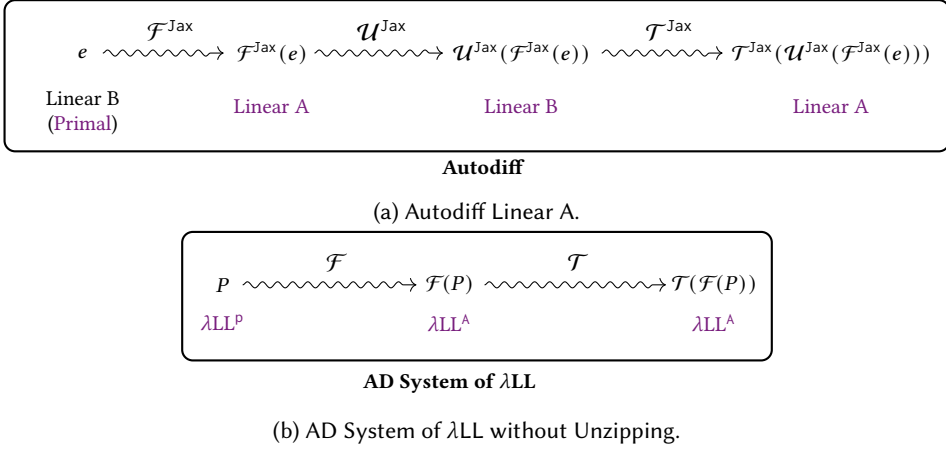 ℱ^Jax 𝒰^Jax 𝒯^Jax
e ℱ^Jax(e) 𝒰^Jax(ℱ^Jax(e)) 𝒯^Jax(𝒰^Jax(ℱ^Jax(e)))
Linear B Linear A Linear B Linear A
(Primal)
Autodiff
(a) Autodiff Linear A.
ℱ 𝒯
P ℱ(P) 𝒯(ℱ(P))
λLL^p λLL^A λLL^A
AD System of λLL
(b) AD System of λLL without Unzipping.